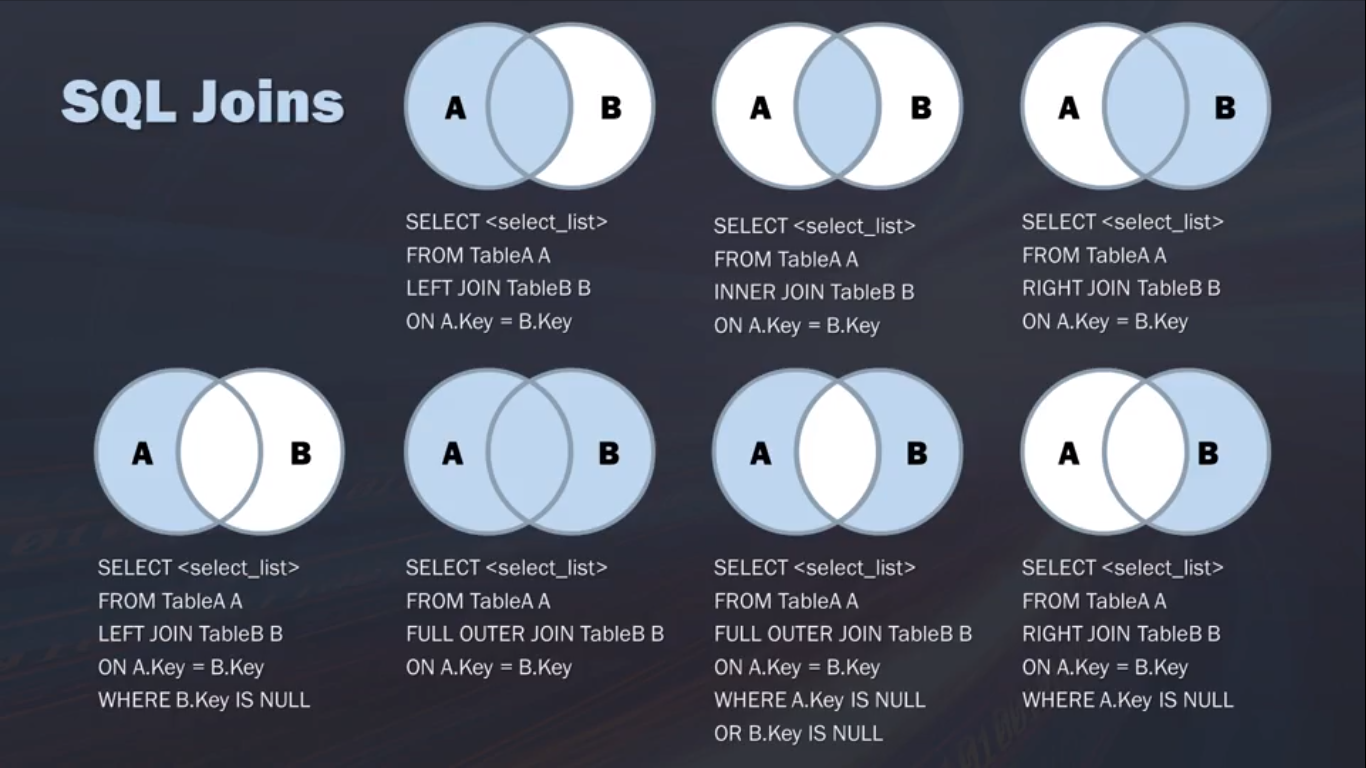 SQL Joins
A B
SELECT <select_list>
FROM TableA A
LEFT JOIN TableB B
ON A.Key = B.Key
A B
SELECT <select_list>
FROM TableA A
INNER JOIN TableB B
ON A.Key = B.Key
A B
SELECT <select_list>
FROM TableA A
RIGHT JOIN TableB B
ON A.Key = B.Key
A B
SELECT <select_list>
FROM TableA A
LEFT JOIN TableB B
ON A.Key = B.Key
WHERE B.Key IS NULL
A B
SELECT <select_list>
FROM TableA A
FULL OUTER JOIN TableB B
ON A.Key = B.Key
A B
SELECT <select_list>
FROM TableA A
FULL OUTER JOIN TableB B
ON A.Key = B.Key
WHERE A.Key IS NULL
OR B.Key IS NULL
A B
SELECT <select_list>
FROM TableA A
RIGHT JOIN TableB B
ON A.Key = B.Key
WHERE A.Key IS NULL